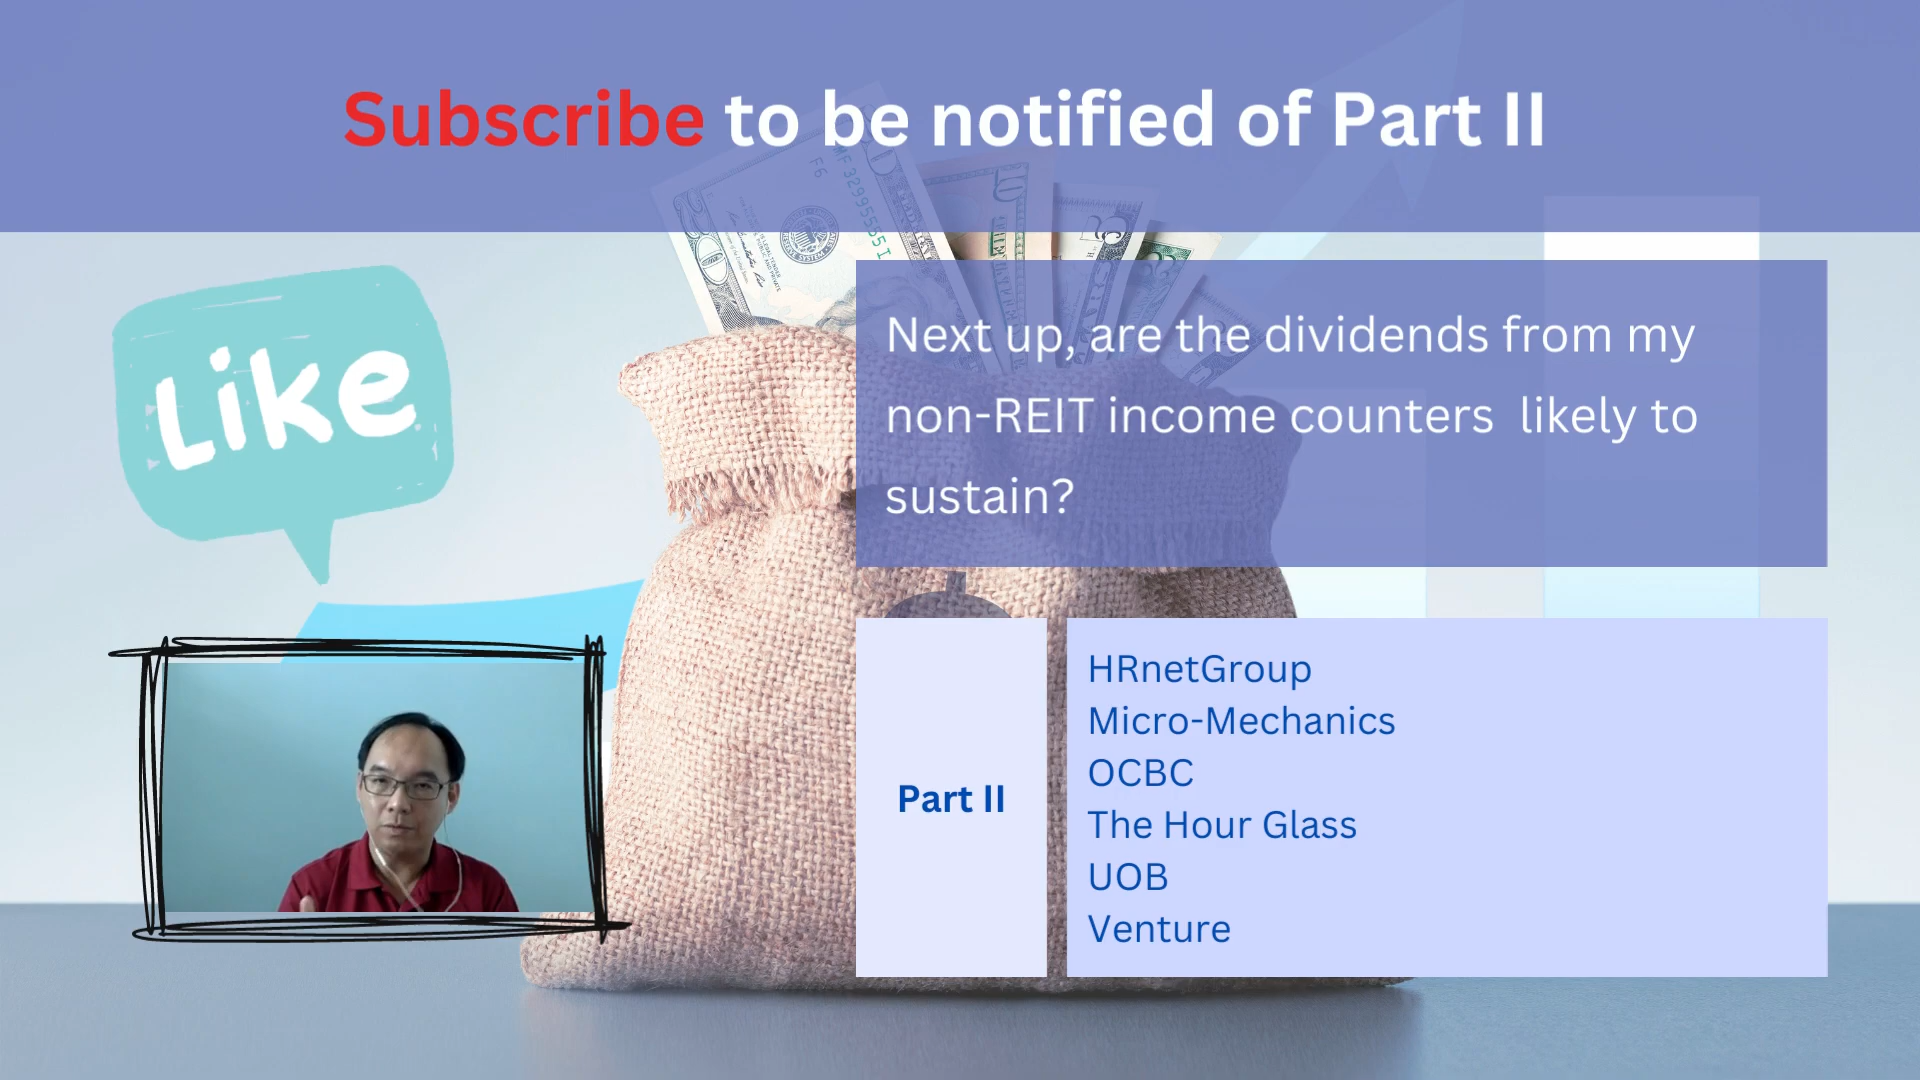 Subscribe to be notified of Part II
Like
Next up, are the dividends from my
non-REIT income counters likely to
sustain?
Part II
HRnetGroup
Micro-Mechanics
OCBC
The Hour Glass
UOB
Venture